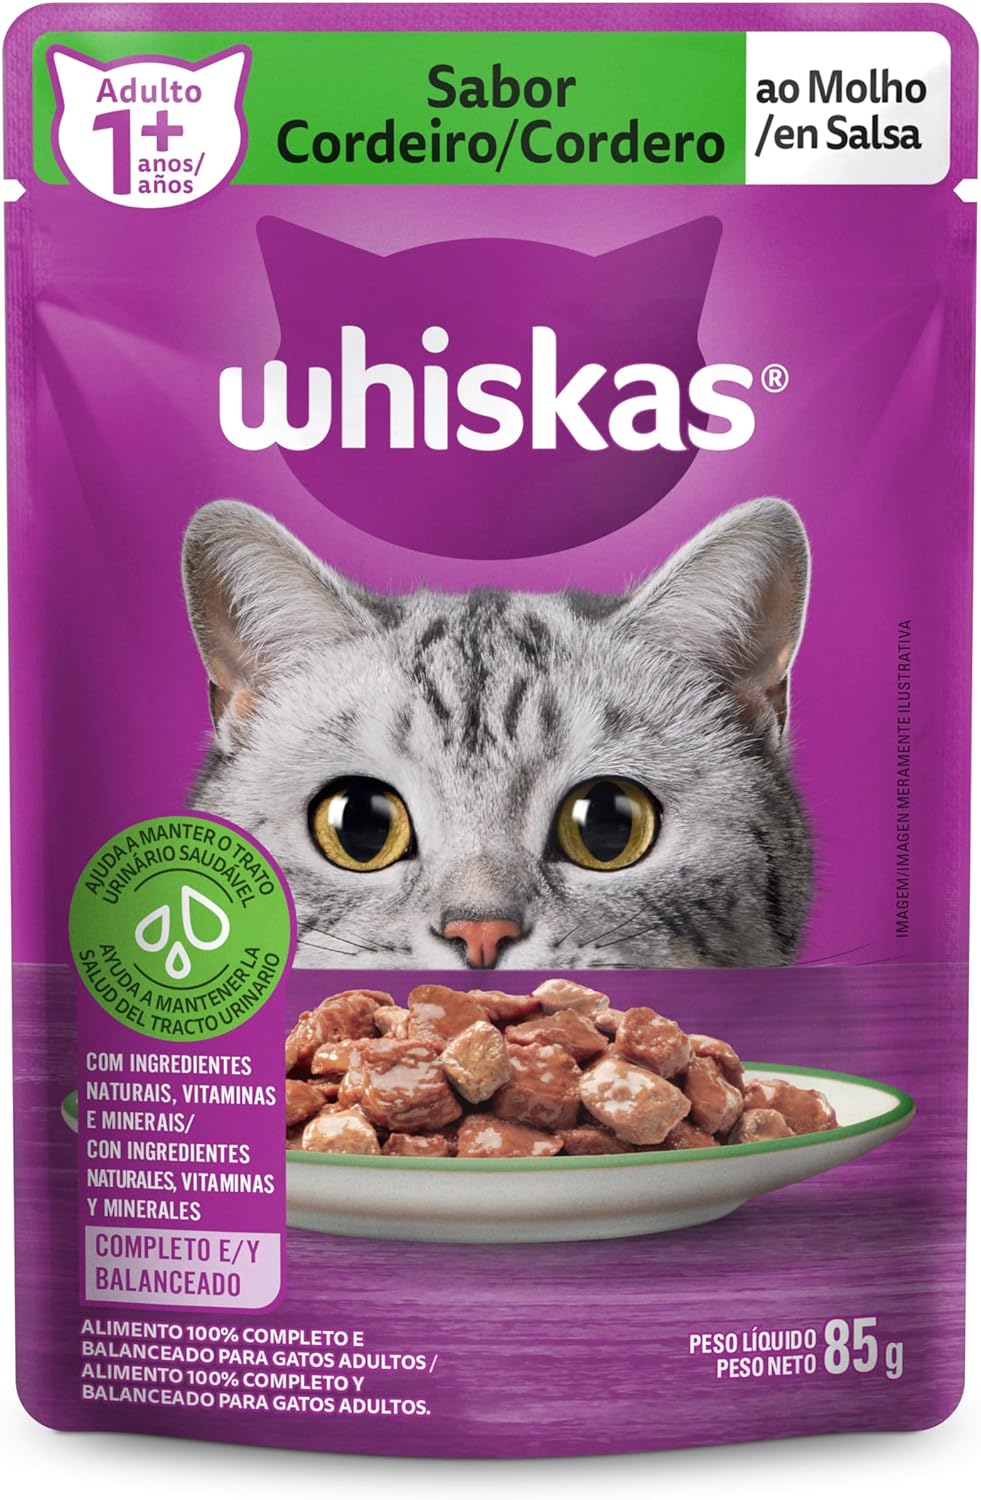 Adulto
1+
anos/
años
Sabor
Cordeiro/Cordero
ao Molho
/en Salsa
whiskas®
IMAGEM/IMAGEN MERAMENTE ILUSTRATIVA
AJUDA A MANTER O TRATO
URINÁRIO SAUDÁVEL
AYUDA A MANTENER LA
SALUD DEL TRACTO URINARIO
COM INGREDIENTES
NATURAIS, VITAMINAS
E MINERAIS/
CON INGREDIENTES
NATURALES, VITAMINAS
Y MINERALES
COMPLETO E/Y
BALANCEADO
ALIMENTO 100% COMPLETO E
BALANCEADO PARA GATOS ADULTOS /
ALIMENTO 100% COMPLETO Y
BALANCEADO PARA GATOS ADULTOS.
PESO LÍQUIDO
PESO NETO 85 g